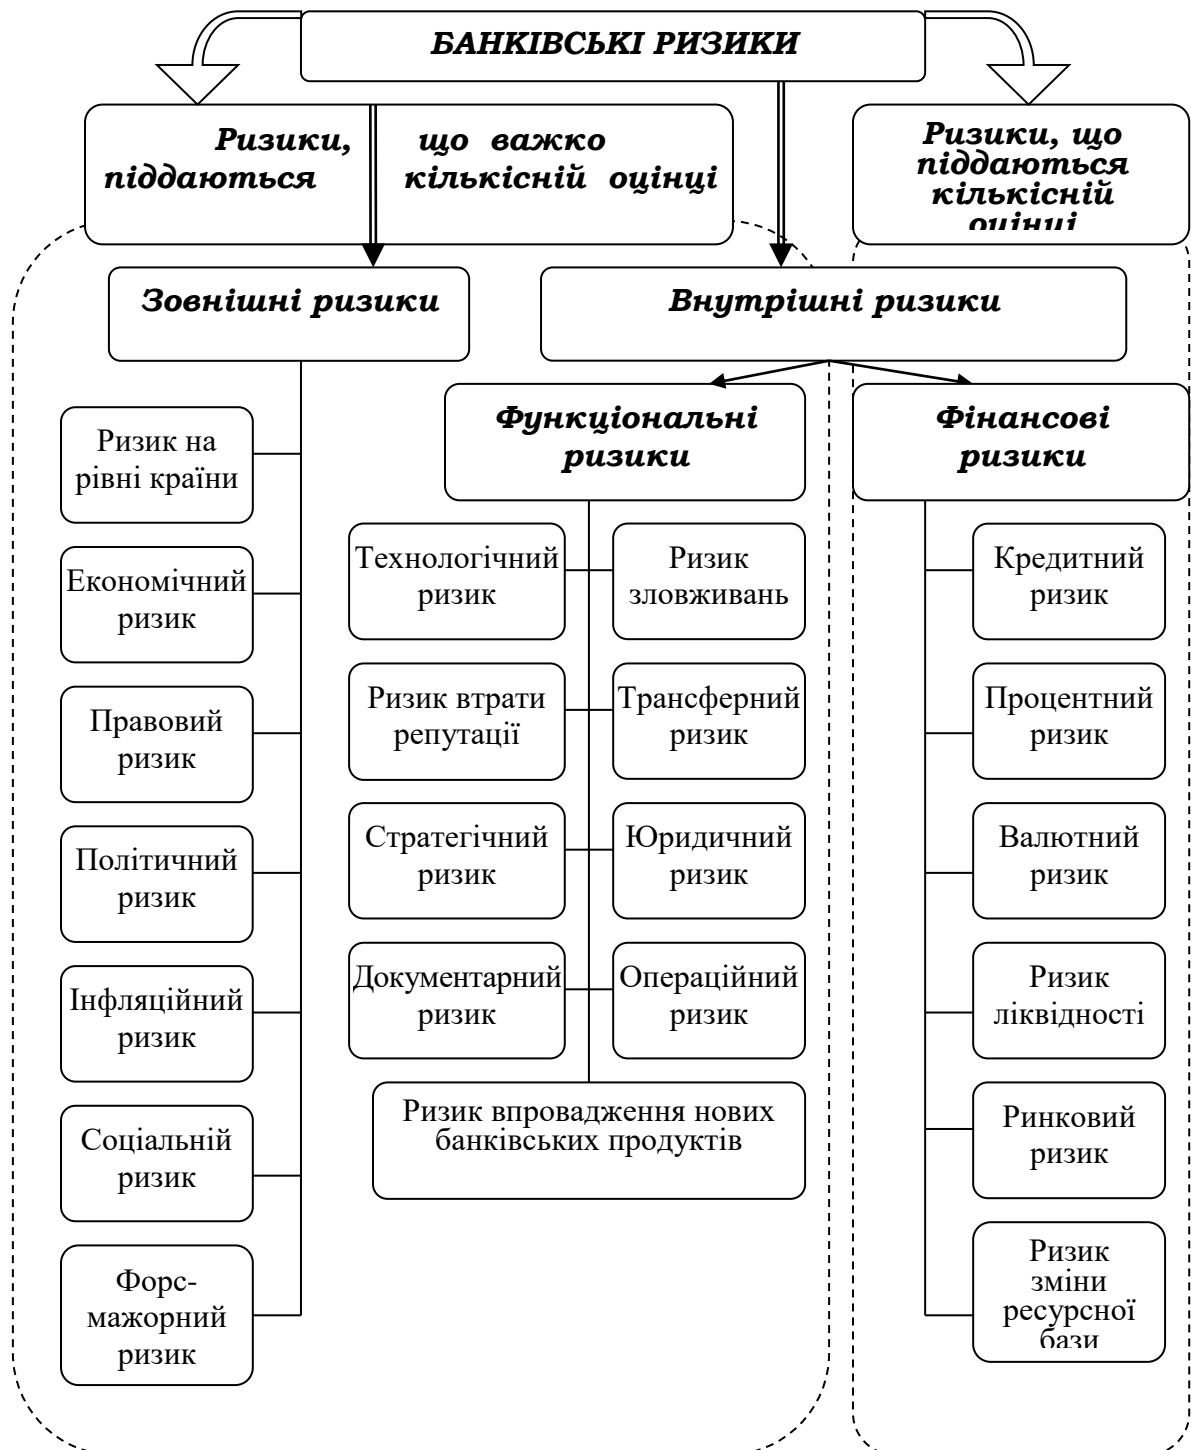 БАНКІВСЬКІ РИЗИКИ
Ризики, що важко
піддаються кількісній оцінці
Ризики, що
піддаються
кількісній
оцінці
Зовнішні ризики
Внутрішні ризики
Функціональні
ризики
Фінансові
ризики
Ризик на
рівні країни
Економічний
ризик
Правовий
ризик
Політичний
ризик
Інфляційний
ризик
Соціальній
ризик
Форс-
мажорний
ризик
Технологічний
ризик
Ризик
зловживань
Ризик втрати
репутації
Трансферний
ризик
Стратегічний
ризик
Юридичний
ризик
Документарний
ризик
Операційний
ризик
Ризик впровадження нових
банківських продуктів
Кредитний
ризик
Процентний
ризик
Валютний
ризик
Ризик
ліквідності
Ринковий
ризик
Ризик
зміни
ресурсної
бази